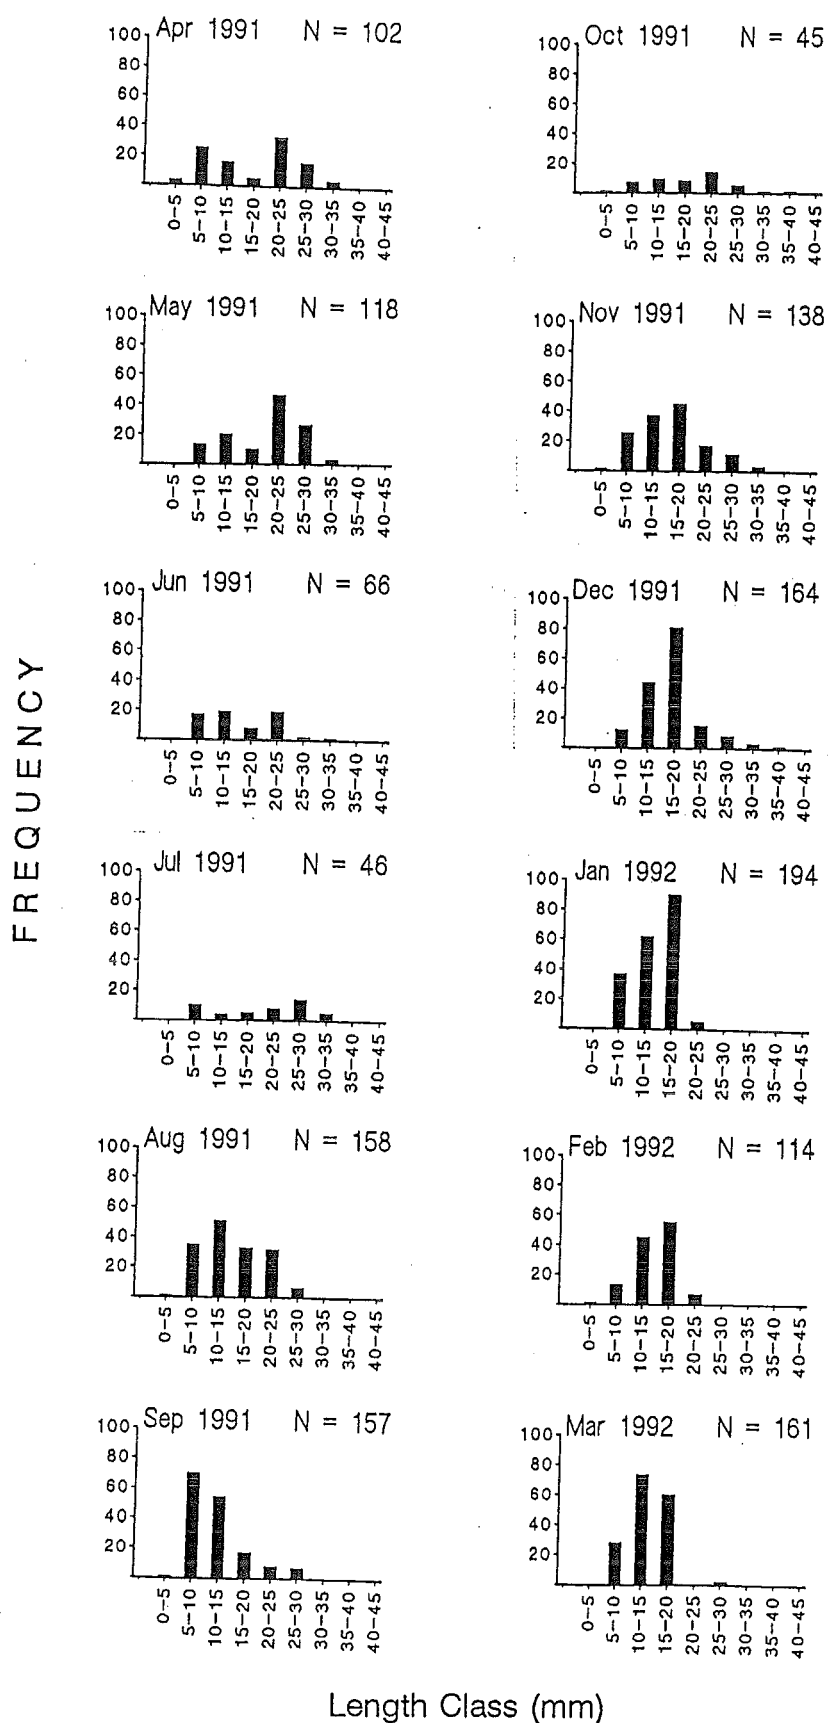 FREQUENCY
Apr 1991 N = 102
100
80
60
40
20
0-5 5-10 10-15 15-20 20-25 25-30 30-35 35-40 40-45
May 1991 N = 118
100
80
60
40
20
0-5 5-10 10-15 15-20 20-25 25-30 30-35 35-40 40-45
Jun 1991 N = 66
100
80
60
40
20
0-5 5-10 10-15 15-20 20-25 25-30 30-35 35-40 40-45
Jul 1991 N = 46
100
80
60
40
20
0-5 5-10 10-15 15-20 20-25 25-30 30-35 35-40 40-45
Aug 1991 N = 158
100
80
60
40
20
0-5 5-10 10-15 15-20 20-25 25-30 30-35 35-40 40-45
Sep 1991 N = 157
100
80
60
40
20
0-5 5-10 10-15 15-20 20-25 25-30 30-35 35-40 40-45
Oct 1991 N = 45
100
80
60
40
20
0-5 5-10 10-15 15-20 20-25 25-30 30-35 35-40 40-45
Nov 1991 N = 138
100
80
60
40
20
0-5 5-10 10-15 15-20 20-25 25-30 30-35 35-40 40-45
Dec 1991 N = 164
100
80
60
40
20
0-5 5-10 10-15 15-20 20-25 25-30 30-35 35-40 40-45
Jan 1992 N = 194
100
80
60
40
20
0-5 5-10 10-15 15-20 20-25 25-30 30-35 35-40 40-45
Feb 1992 N = 114
100
80
60
40
20
0-5 5-10 10-15 15-20 20-25 25-30 30-35 35-40 40-45
Mar 1992 N = 161
100
80
60
40
20
0-5 5-10 10-15 15-20 20-25 25-30 30-35 35-40 40-45
Length Class (mm)